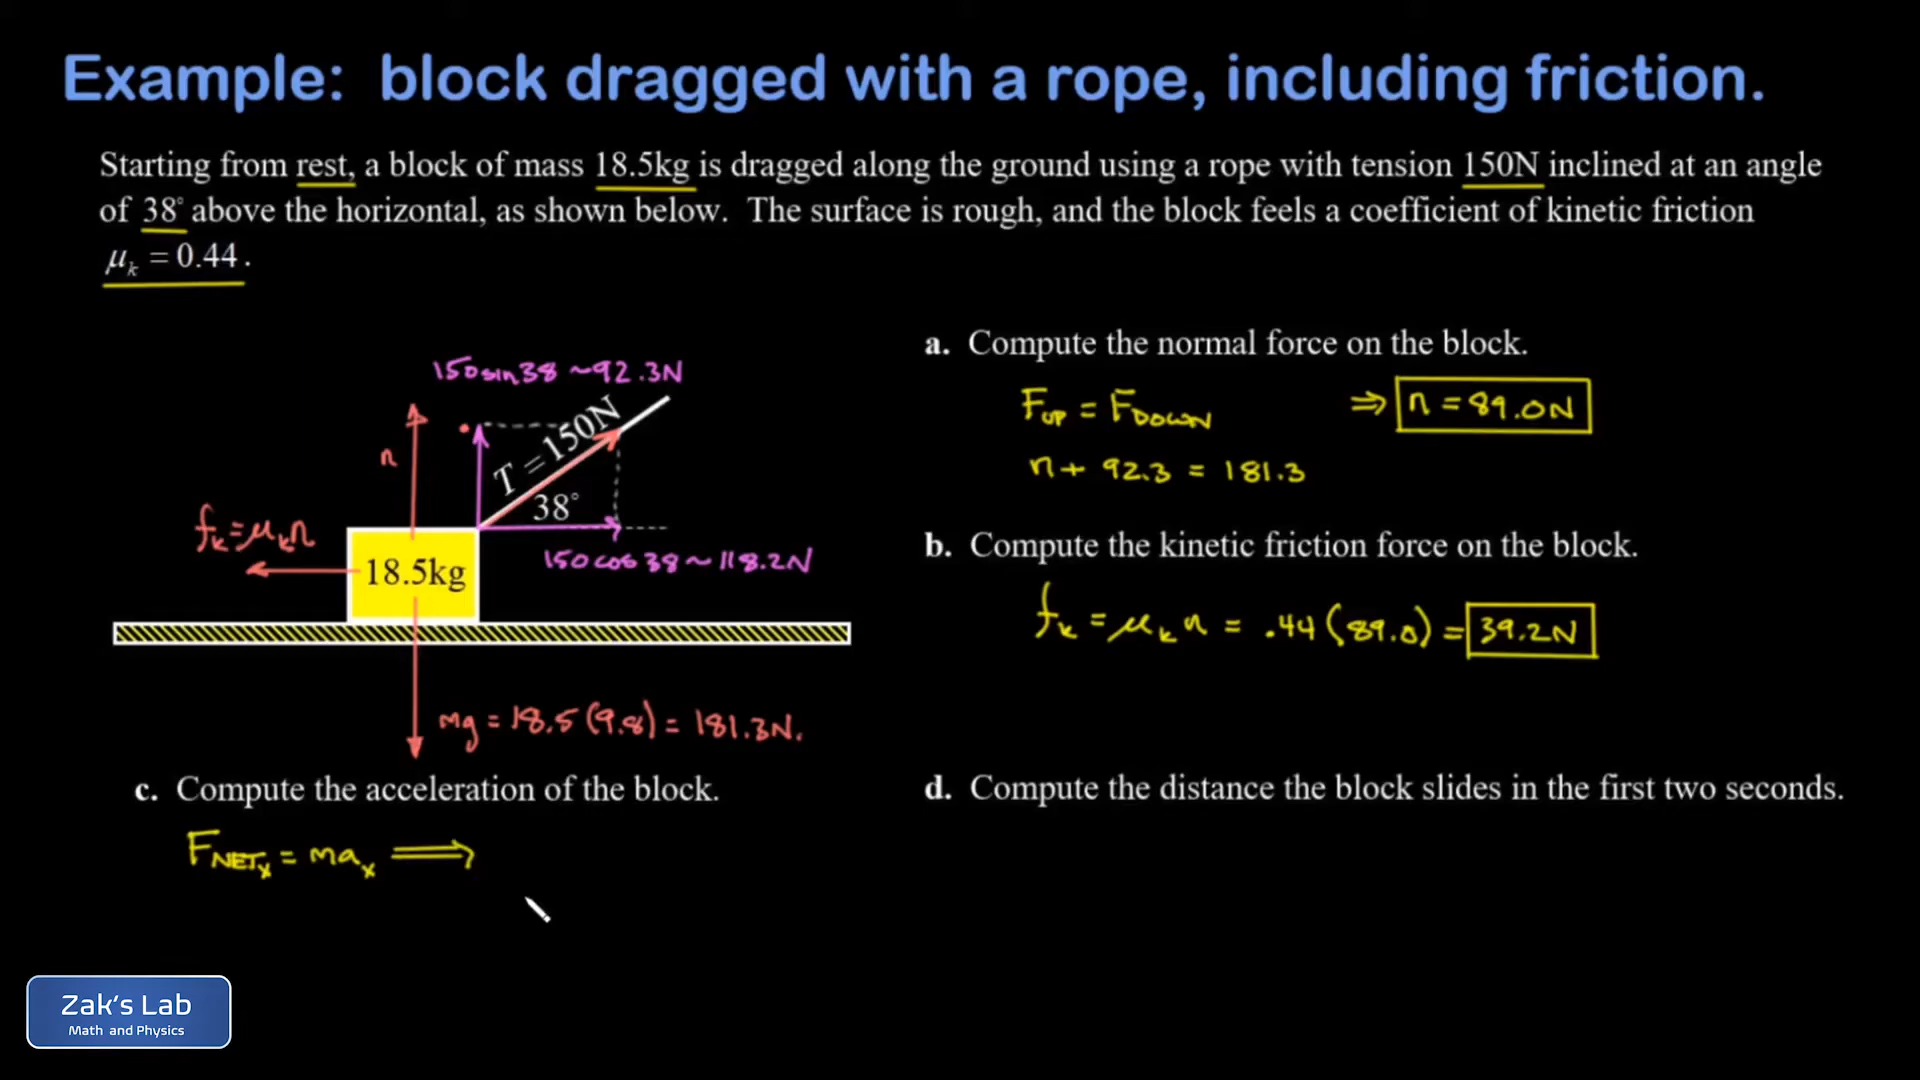 Example: block dragged with a rope, including friction.
Starting from rest, a block of mass 18.5kg is dragged along the ground using a rope with tension 150N inclined at an angle
of 38° above the horizontal, as shown below. The surface is rough, and the block feels a coefficient of kinetic friction
μₖ = 0.44.
150sin38 ~92.3N
n
T = 150N
38°
fₖ=μₖn
150cos38~118.2N
18.5kg
mg = 18.5(9.8) = 181.3N.
a. Compute the normal force on the block.
F_UP = F_DOWN ⇒ n = 89.0N
n + 92.3 = 181.3
b. Compute the kinetic friction force on the block.
fₖ = μₖn = .44(89.0) = 39.2N
c. Compute the acceleration of the block.
F_NETₓ = maₓ ⟹
d. Compute the distance the block slides in the first two seconds.
Zak's Lab
Math and Physics